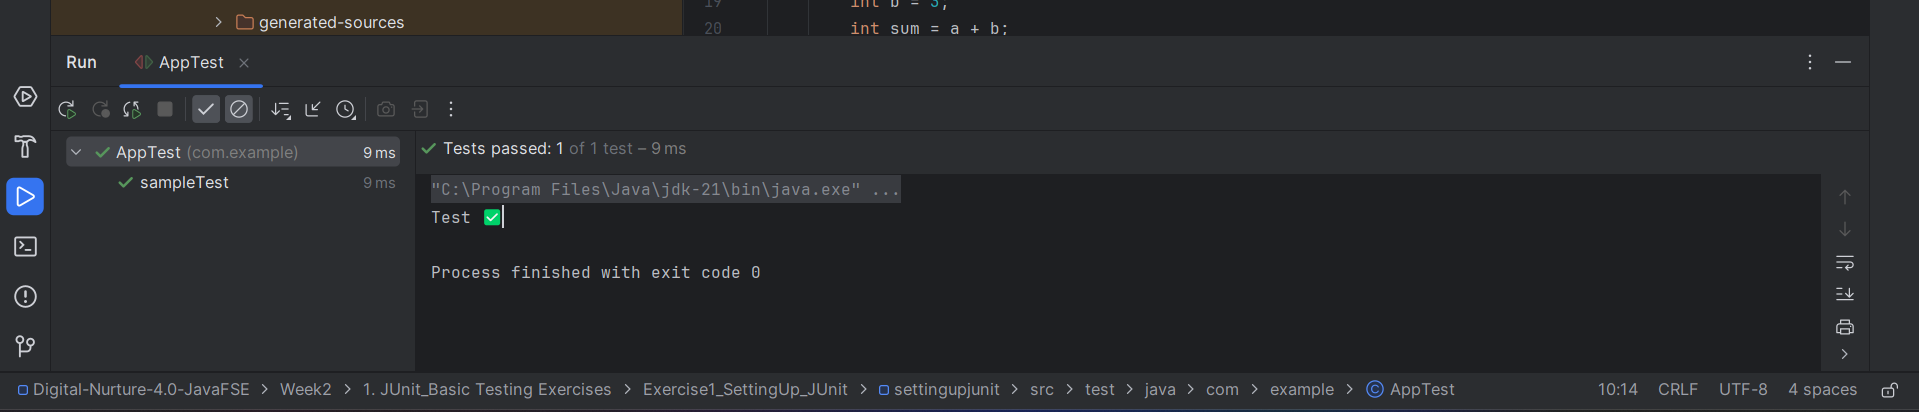 generated-sources
19 int b = 3;
20 int sum = a + b;
Run AppTest
AppTest (com.example) 9 ms
sampleTest 9 ms
Tests passed: 1 of 1 test – 9 ms
"C:\Program Files\Java\jdk-21\bin\java.exe" ...
Test ✅
Process finished with exit code 0
Digital-Nurture-4.0-JavaFSE > Week2 > 1. JUnit_Basic Testing Exercises > Exercise1_SettingUp_JUnit > settingupjunit > src > test > java > com > example > AppTest 10:14 CRLF UTF-8 4 spaces